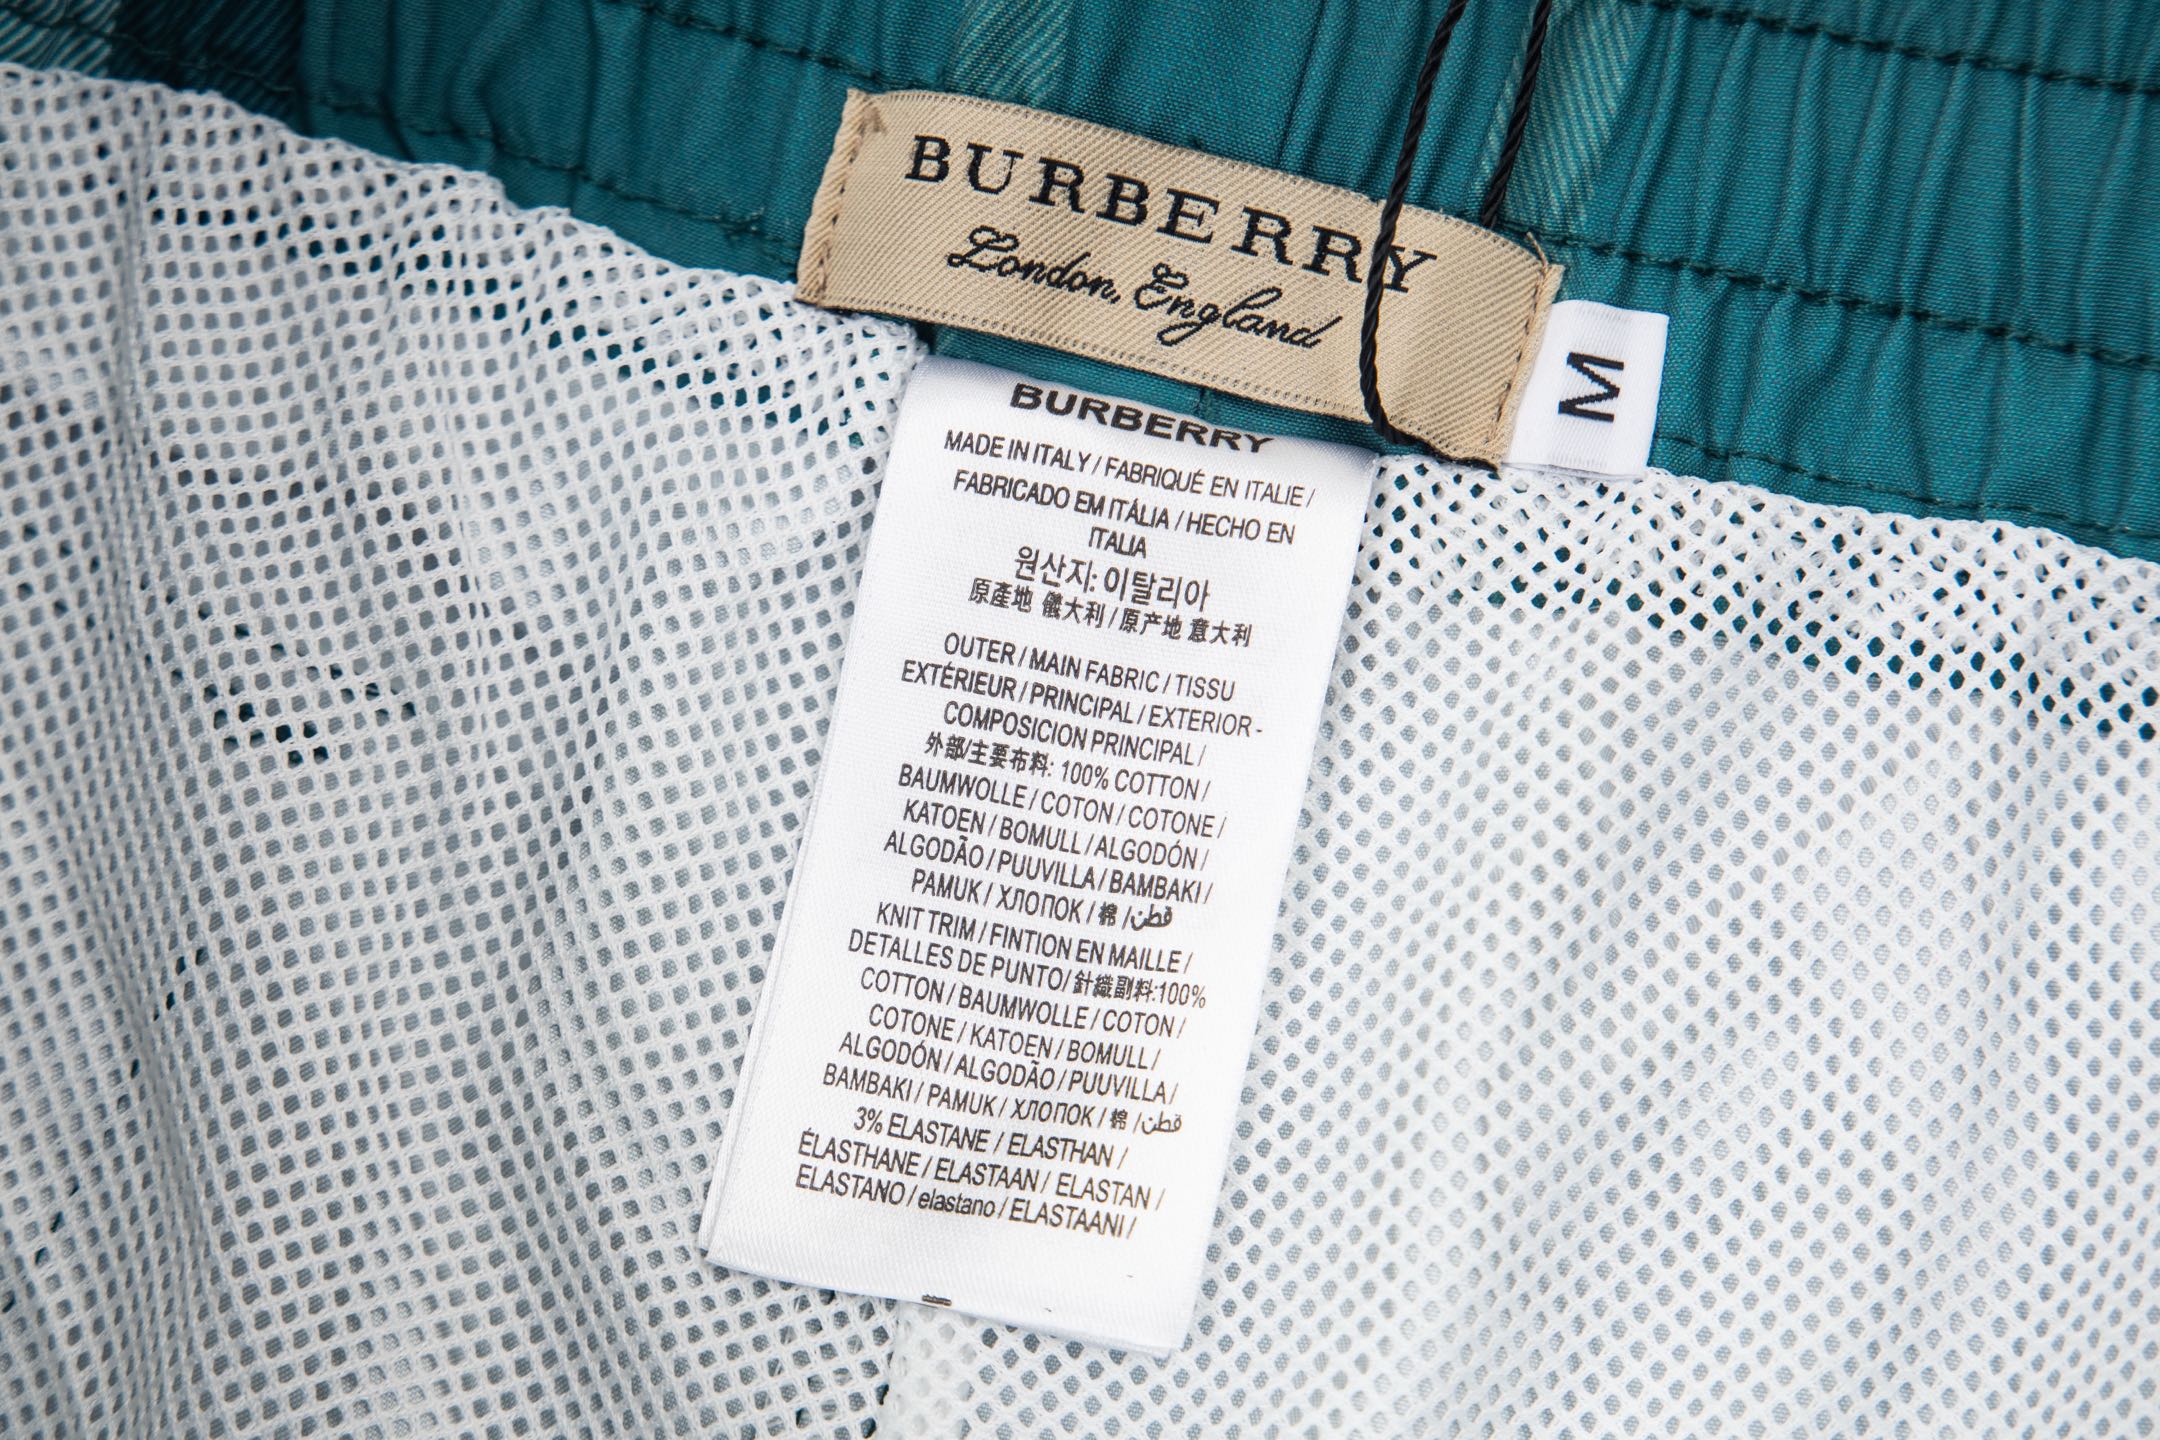 BURBERRY
London, England
M
BURBERRY
MADE IN ITALY / FABRIQUÉ EN ITALIE /
FABRICADO EM ITÁLIA / HECHO EN
ITALIA
원산지: 이탈리아
原產地 儀大利 / 原产地 意大利
OUTER / MAIN FABRIC / TISSU
EXTÉRIEUR / PRINCIPAL / EXTERIOR -
COMPOSICION PRINCIPAL /
外部/主要布料: 100% COTTON /
BAUMWOLLE / COTON / COTONE /
KATOEN / BOMULL / ALGODÓN /
ALGODÃO / PUUVILLA / BAMBAKI /
PAMUK / ХЛОПОК / 棉 / قطن
KNIT TRIM / FINTION EN MAILLE /
DETALLES DE PUNTO/ 針織副料:100%
COTTON / BAUMWOLLE / COTON /
COTONE / KATOEN / BOMULL /
ALGODÓN / ALGODÃO / PUUVILLA /
BAMBAKI / PAMUK / ХЛОПОК / 棉 / قطن
3% ELASTANE / ELASTHAN /
ÉLASTHANE / ELASTAAN / ELASTAN /
ELASTANO / elastano / ELASTAANI /